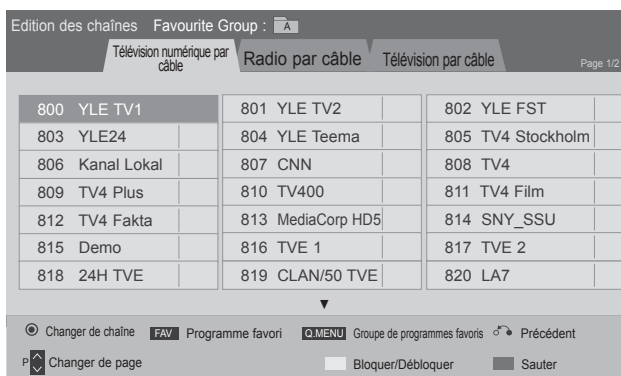 Edition des chaînes Favourite Group : A
Télévision numérique par câble Radio par câble Télévision par câble Page 1/2
800 YLE TV1 801 YLE TV2 802 YLE FST
803 YLE24 804 YLE Teema 805 TV4 Stockholm
806 Kanal Lokal 807 CNN 808 TV4
809 TV4 Plus 810 TV400 811 TV4 Film
812 TV4 Fakta 813 MediaCorp HD5 814 SNY_SSU
815 Demo 816 TVE 1 817 TVE 2
818 24H TVE 819 CLAN/50 TVE 820 LA7
Changer de chaîne FAV Programme favori Q.MENU Groupe de programmes favoris Précédent
P Changer de page Bloquer/Débloquer Sauter